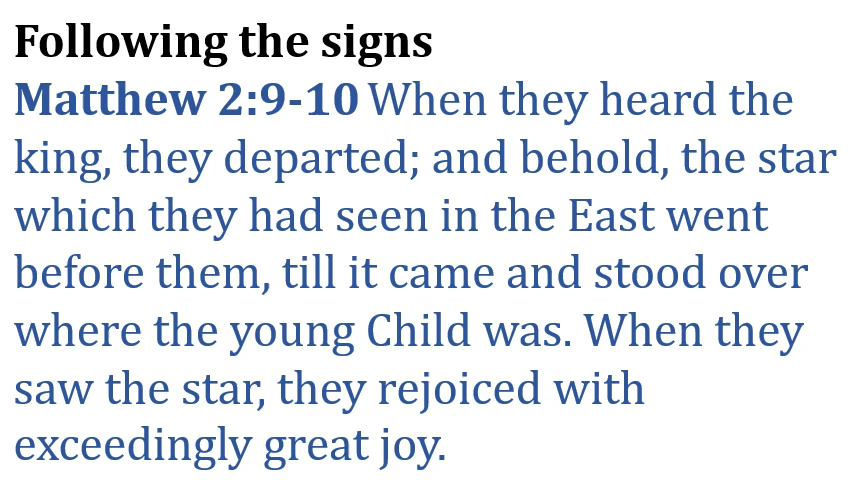 Following the signs
Matthew 2:9-10 When they heard the
king, they departed; and behold, the star
which they had seen in the East went
before them, till it came and stood over
where the young Child was. When they
saw the star, they rejoiced with
exceedingly great joy.